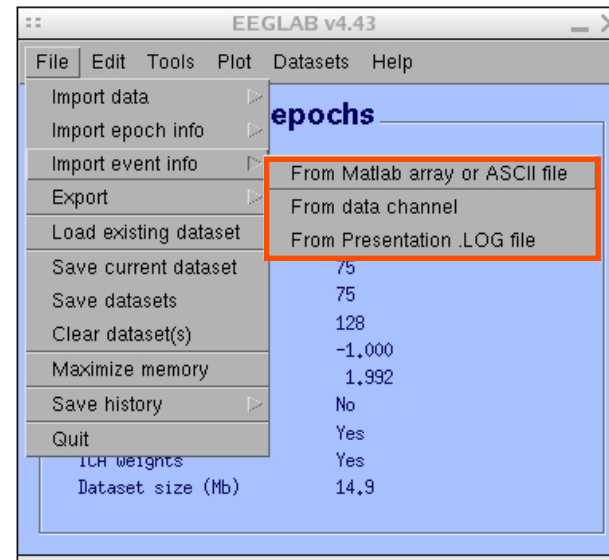 EEGLAB v4.43
File Edit Tools Plot Datasets Help
Import data
Import epoch info
Import event info
Export
Load existing dataset
Save current dataset
Save datasets
Clear dataset(s)
Maximize memory
Save history
Quit
epochs
From Matlab array or ASCII file
From data channel
From Presentation .LOG file
75
75
128
-1.000
1.992
No
Yes
ICA weights Yes
Dataset size (Mb) 14.9